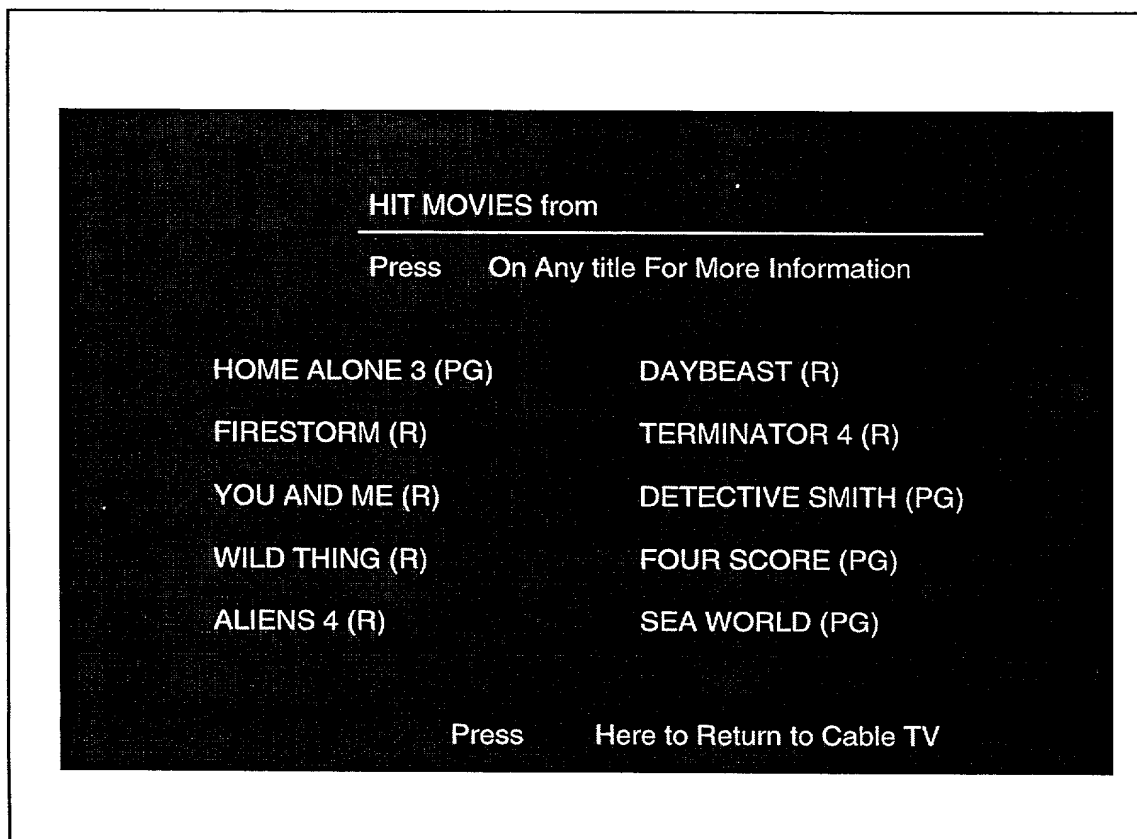 HIT MOVIES from
Press On Any title For More Information
HOME ALONE 3 (PG)
FIRESTORM (R)
YOU AND ME (R)
WILD THING (R)
ALIENS 4 (R)
DAYBEAST (R)
TERMINATOR 4 (R)
DETECTIVE SMITH (PG)
FOUR SCORE (PG)
SEA WORLD (PG)
Press Here to Return to Cable TV